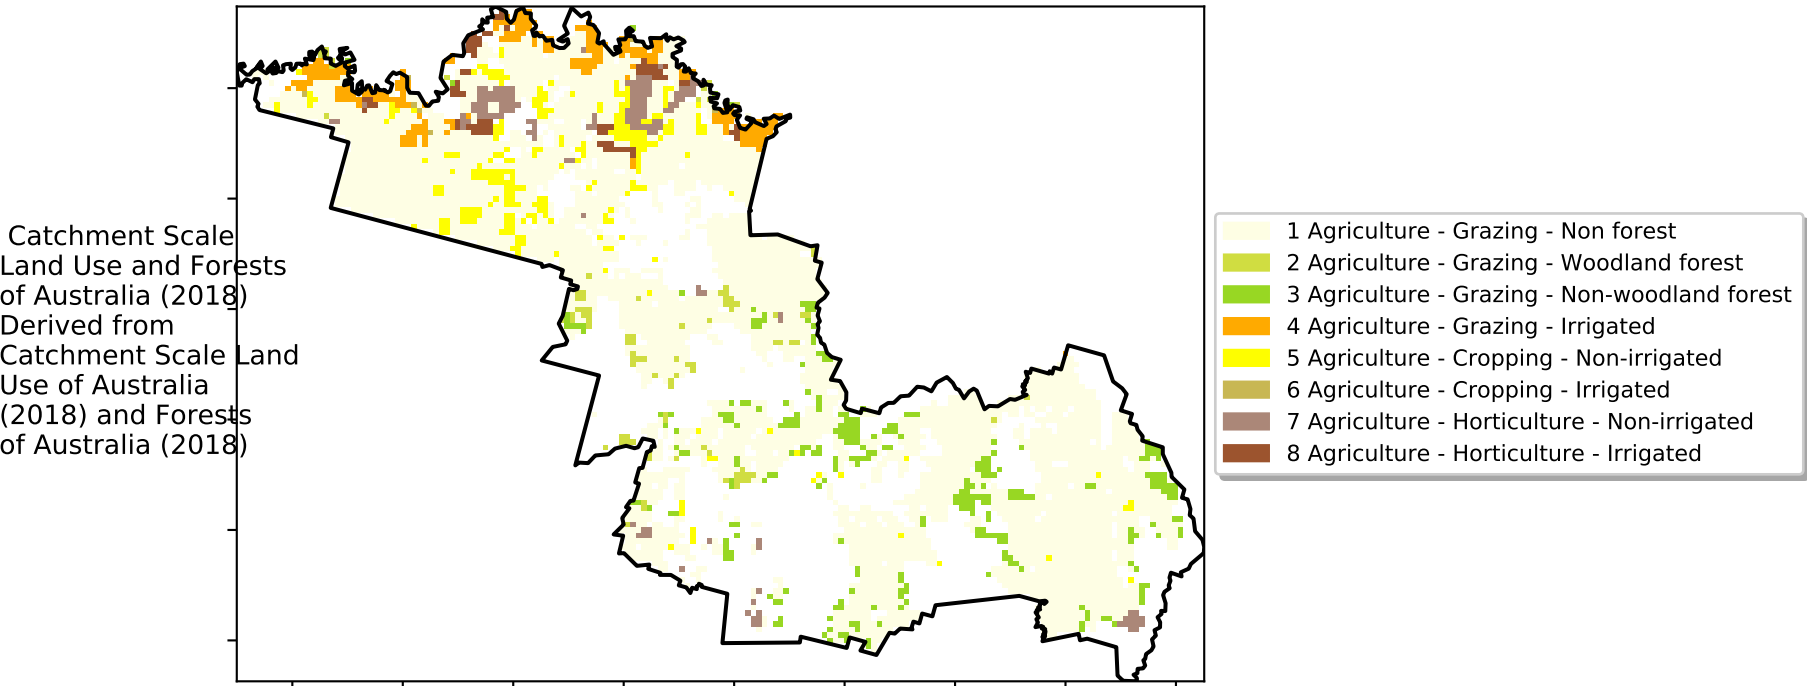 Catchment Scale
Land Use and Forests
of Australia (2018)
Derived from
Catchment Scale Land
Use of Australia
(2018) and Forests
of Australia (2018)
1 Agriculture - Grazing - Non forest
2 Agriculture - Grazing - Woodland forest
3 Agriculture - Grazing - Non-woodland forest
4 Agriculture - Grazing - Irrigated
5 Agriculture - Cropping - Non-irrigated
6 Agriculture - Cropping - Irrigated
7 Agriculture - Horticulture - Non-irrigated
8 Agriculture - Horticulture - Irrigated